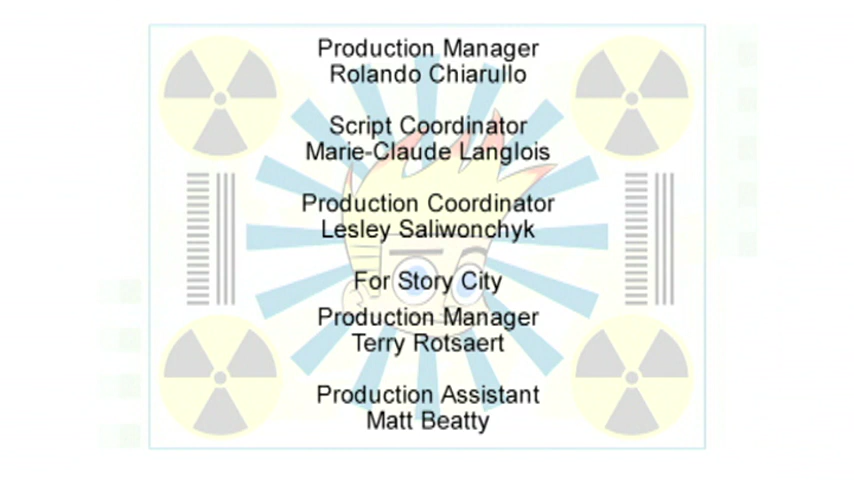 Production Manager
Rolando Chiarullo
Script Coordinator
Marie-Claude Langlois
Production Coordinator
Lesley Saliwonchyk
For Story City
Production Manager
Terry Rotsaert
Production Assistant
Matt Beatty